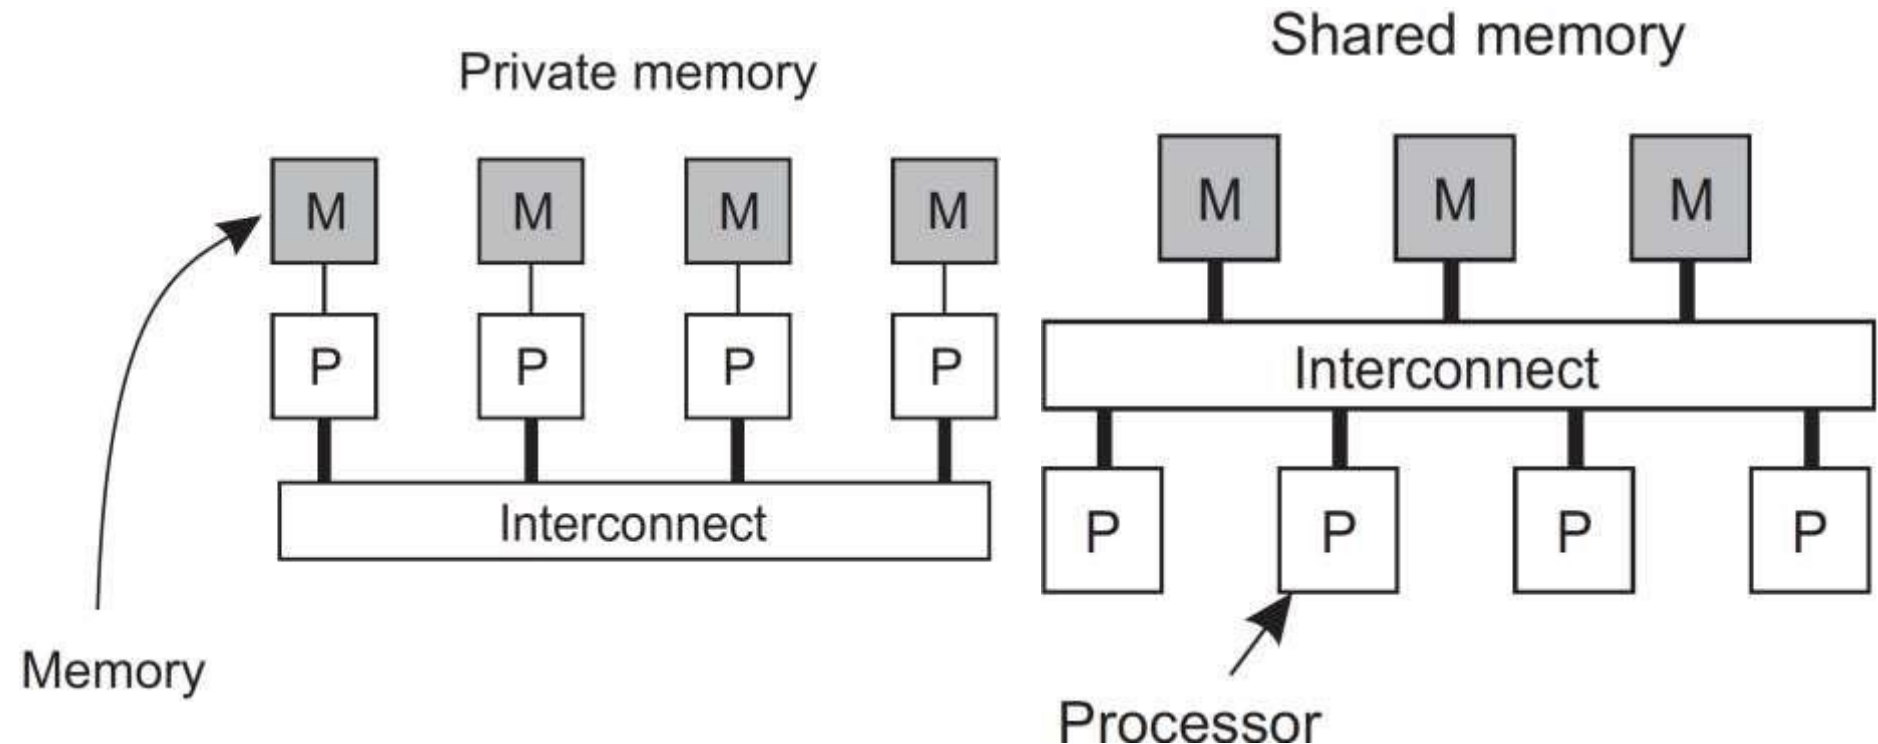 Private memory
M M M M
P P P P
Interconnect
Memory
Shared memory
M M M
Interconnect
P P P P
Processor